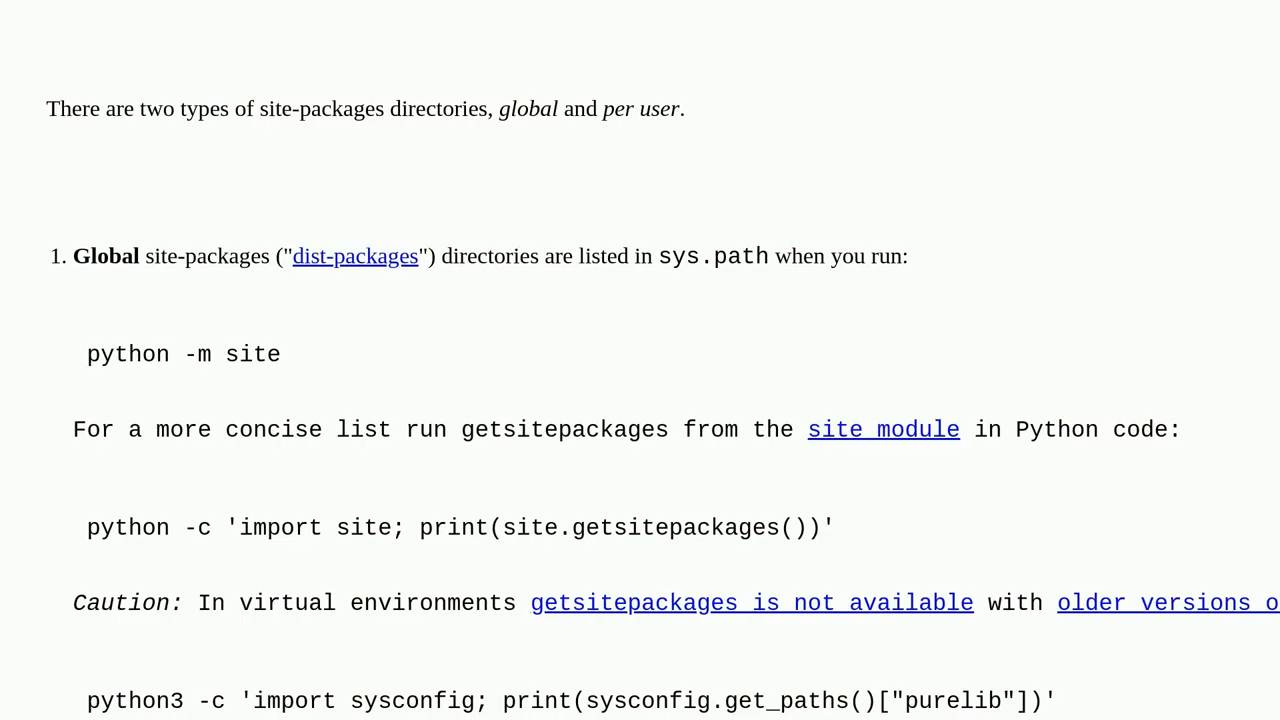 There are two types of site-packages directories, global and per user.
1. Global site-packages ("dist-packages") directories are listed in sys.path when you run:
python -m site
For a more concise list run getsitepackages from the site module in Python code:
python -c 'import site; print(site.getsitepackages())'
Caution: In virtual environments getsitepackages is not available with older versions o
python3 -c 'import sysconfig; print(sysconfig.get_paths()["purelib"])'